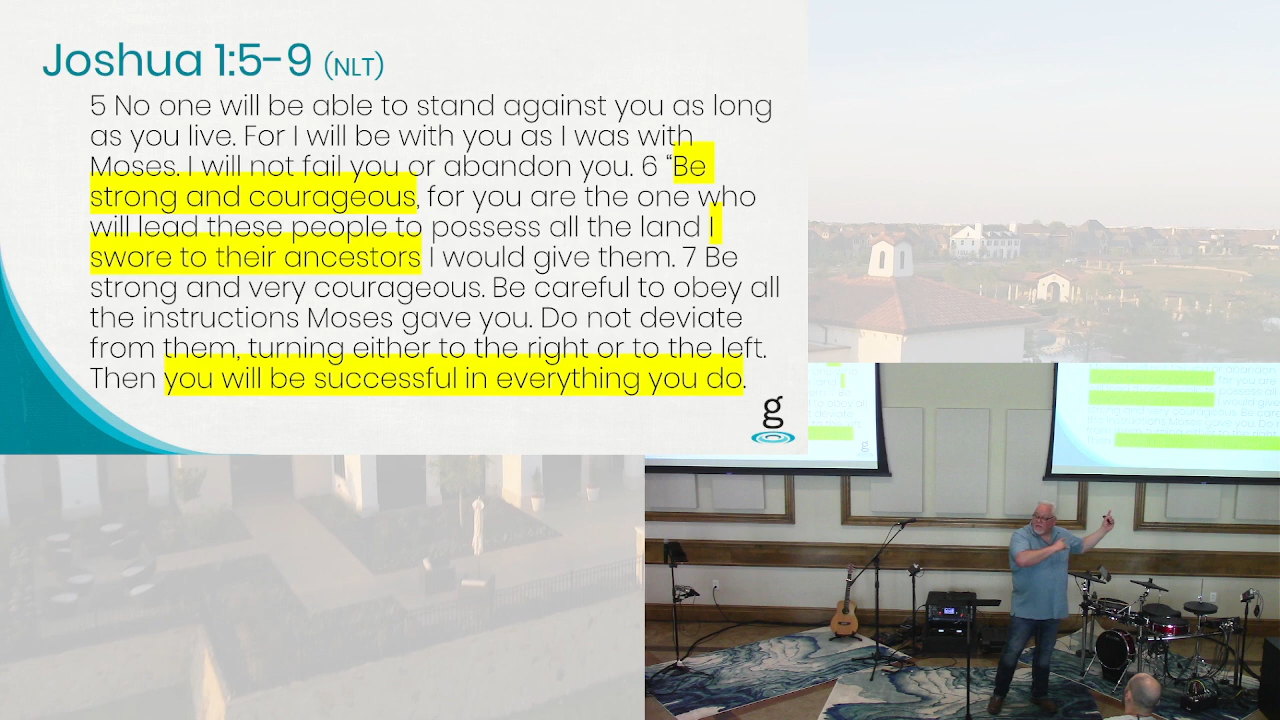 Joshua 1:5-9 (NLT)
5 No one will be able to stand against you as long
as you live. For I will be with you as I was with
Moses. I will not fail you or abandon you. 6 “Be
strong and courageous, for you are the one who
will lead these people to possess all the land I
swore to their ancestors I would give them. 7 Be
strong and very courageous. Be careful to obey all
the instructions Moses gave you. Do not deviate
from them, turning either to the right or to the left.
Then you will be successful in everything you do.
g